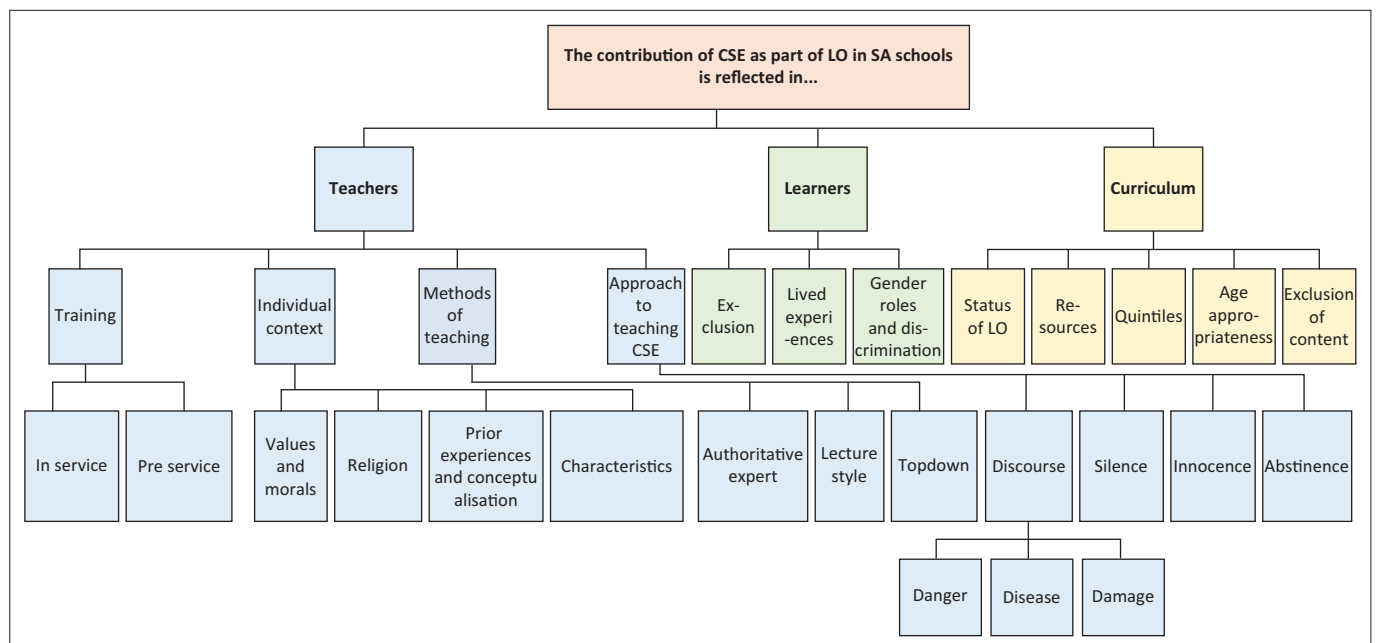 The contribution of CSE as part of LO in SA schools
is reflected in...
Teachers
Learners
Curriculum
Training
Individual
context
Methods
of
teaching
Approach
to
teaching
CSE
Ex-
clusion
Lived
experi
-ences
Gender
roles
and dis-
crimination
Status
of LO
Re-
sources
Quintiles
Age
appro-
priateness
Exclusion
of
content
In service
Pre service
Values
and
morals
Religion
Prior
experiences
and conceptu
alisation
Characteristics
Authoritative
expert
Lecture
style
Topdown
Discourse
Silence
Innocence
Abstinence
Danger
Disease
Damage